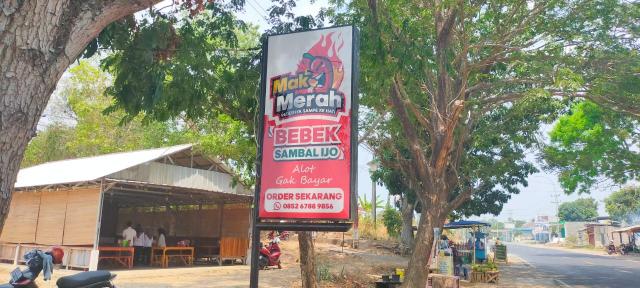 Mak
Merah
BEBEK
SAMBAL IJO
Alot
Gak Bayar
ORDER SEKARANG
0852 6788 9856